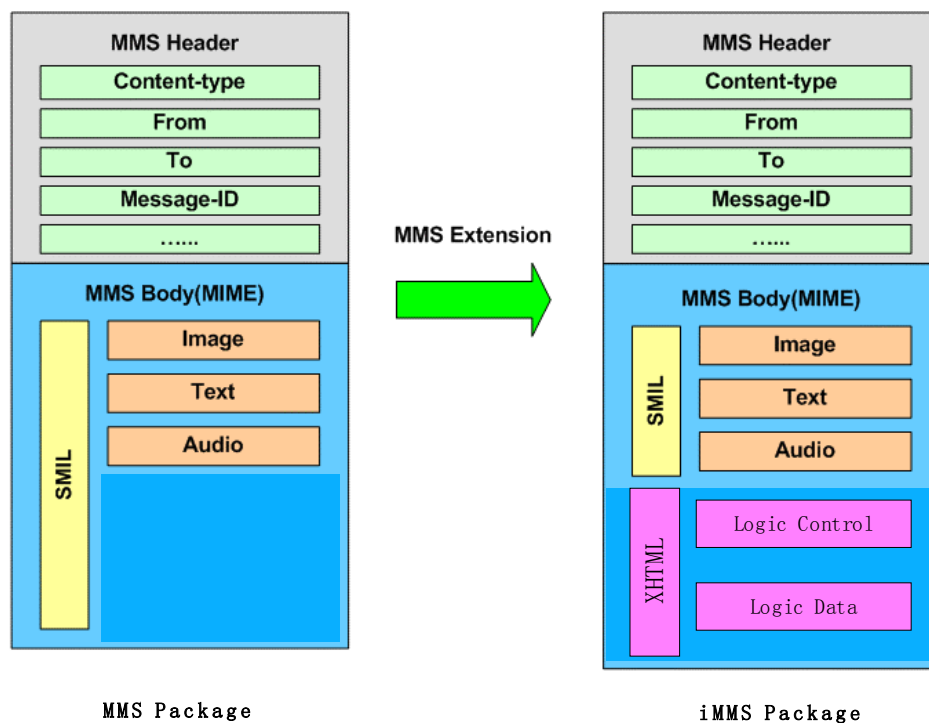 MMS Header
Content-type
From
To
Message-ID
…...
MMS Body(MIME)
SMIL
Image
Text
Audio
MMS Package
MMS Extension
MMS Header
Content-type
From
To
Message-ID
…...
MMS Body(MIME)
SMIL
Image
Text
Audio
XHTML
Logic Control
Logic Data
iMMS Package